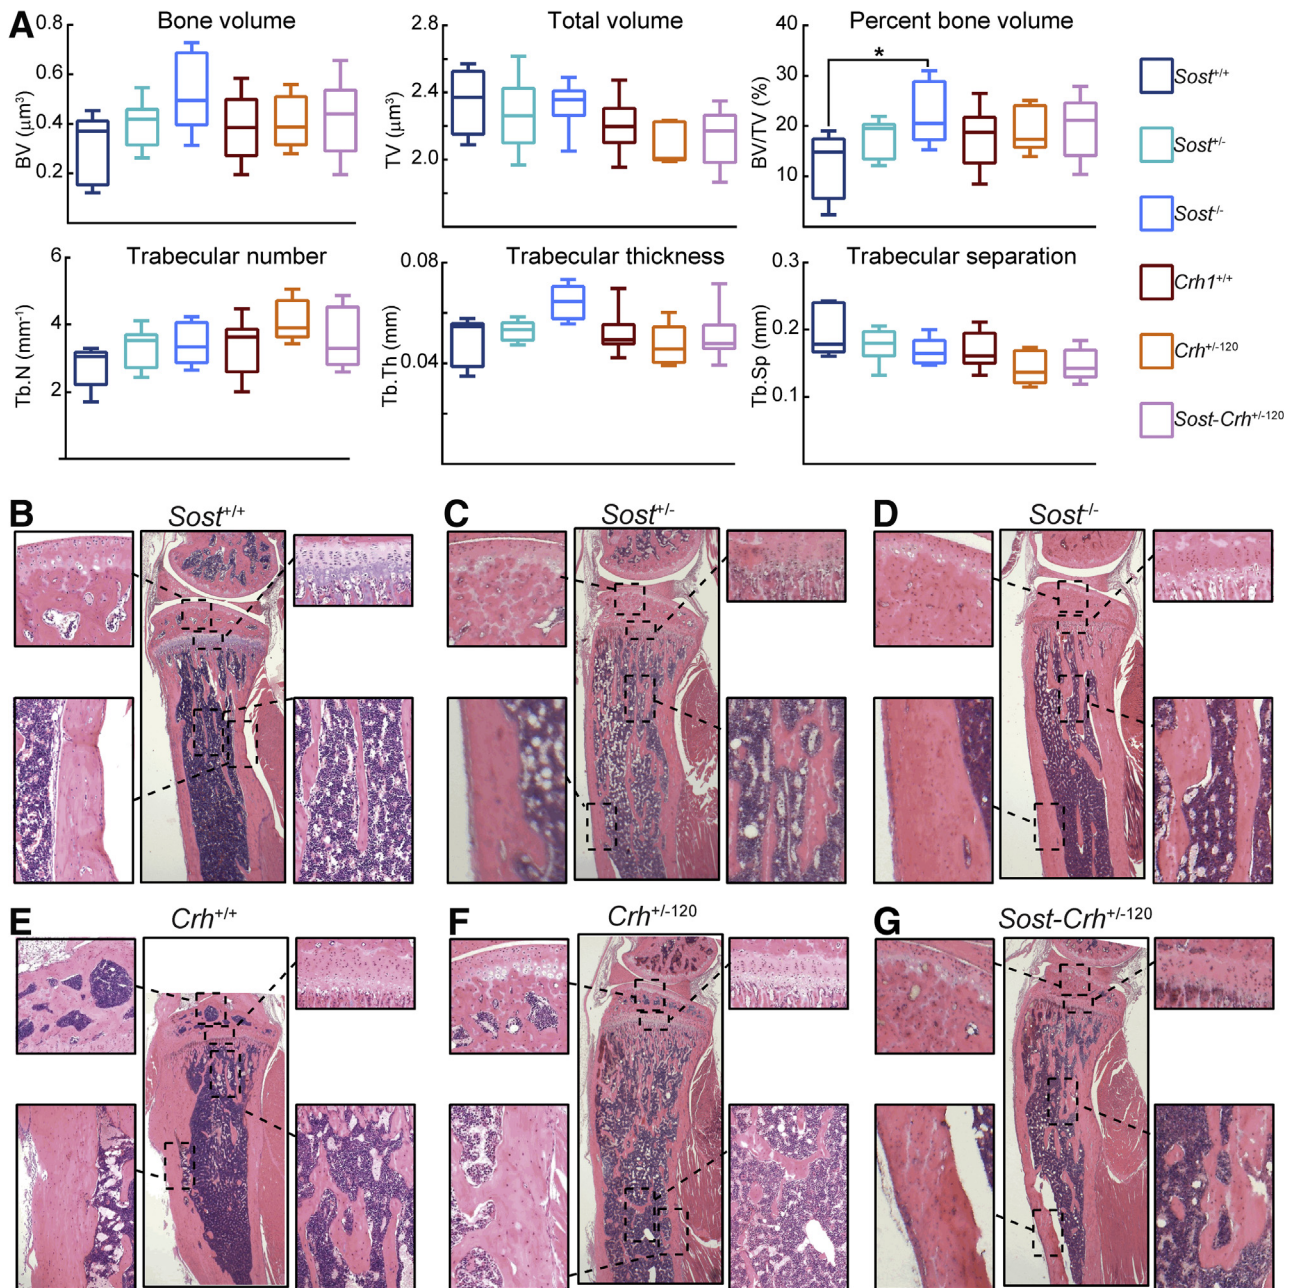 A
Bone volume
Total volume
Percent bone volume
BV (μm³)
0.8
0.6
0.4
0.2
TV (μm³)
2.8
2.4
2.0
BV/TV (%)
40
30
20
10
*
Sost+/+
Sost+/-
Sost-/-
Crh1+/+
Crh+/-120
Sost-Crh+/-120
Trabecular number
Trabecular thickness
Trabecular separation
Tb.N (mm⁻¹)
6
4
2
Tb.Th (mm)
0.08
0.04
Tb.Sp (mm)
0.3
0.2
0.1
B
Sost+/+
C
Sost+/-
D
Sost-/-
E
Crh+/+
F
Crh+/-120
G
Sost-Crh+/-120